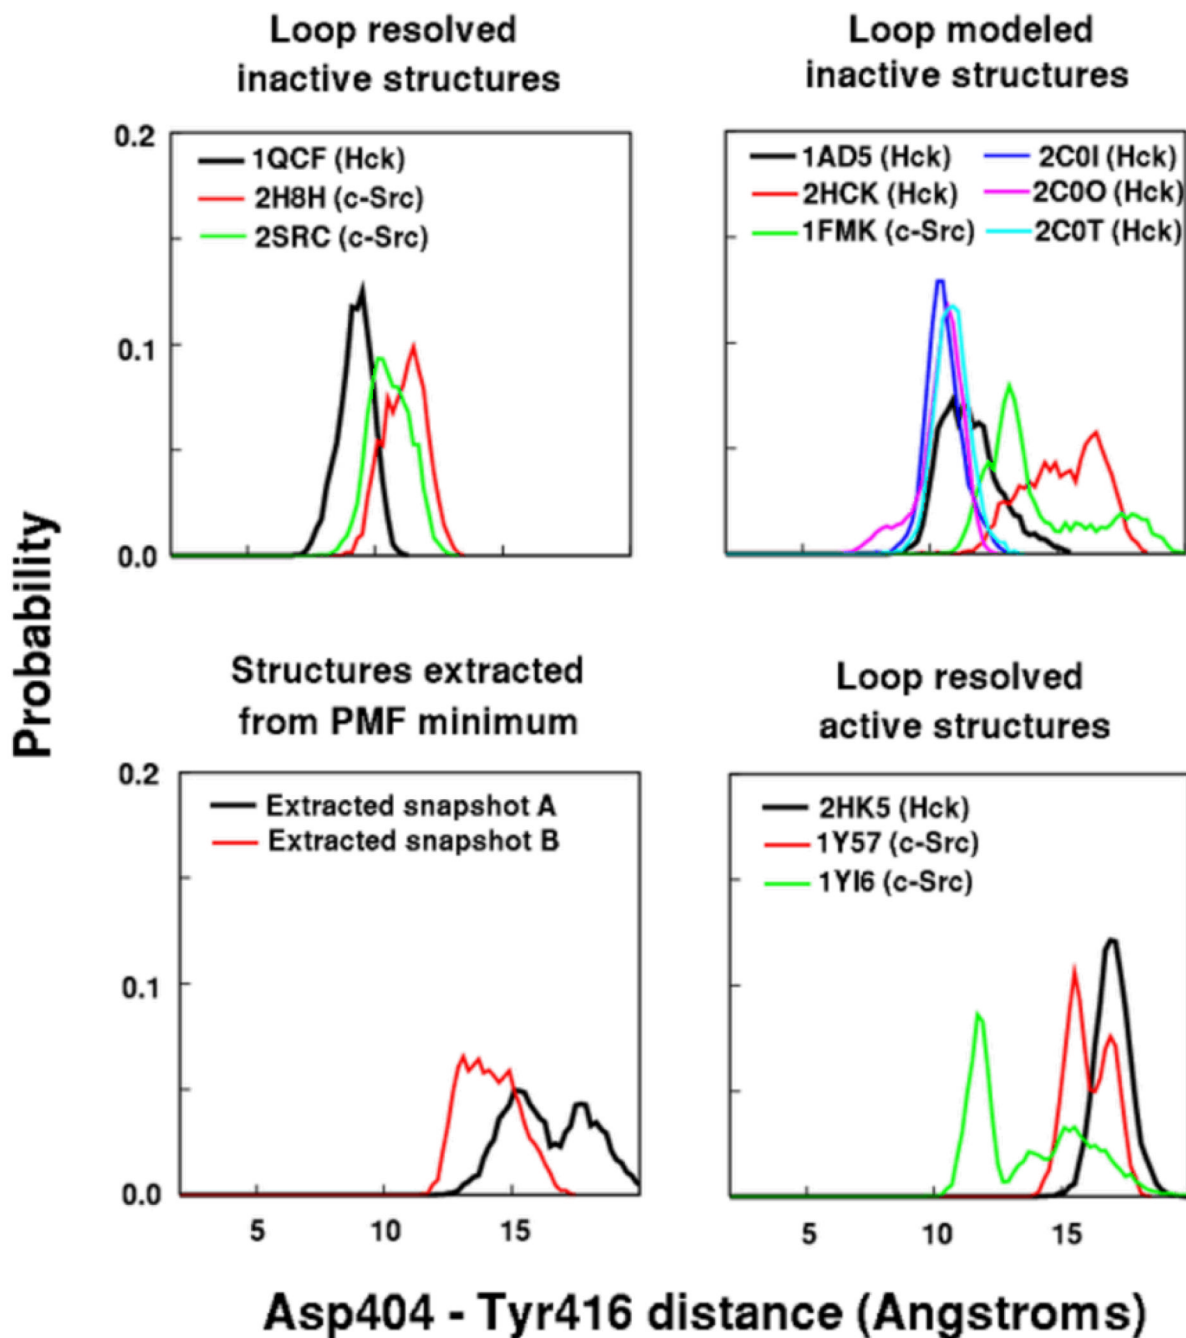 Loop resolved
inactive structures
Loop modeled
inactive structures
0.2
1QCF (Hck)
2H8H (c-Src)
2SRC (c-Src)
0.1
0.0
1AD5 (Hck)
2HCK (Hck)
1FMK (c-Src)
2C0I (Hck)
2C0O (Hck)
2C0T (Hck)
Probability
Structures extracted
from PMF minimum
Loop resolved
active structures
0.2
Extracted snapshot A
Extracted snapshot B
0.1
0.0
5 10 15
2HK5 (Hck)
1Y57 (c-Src)
1YI6 (c-Src)
5 10 15
Asp404 - Tyr416 distance (Angstroms)